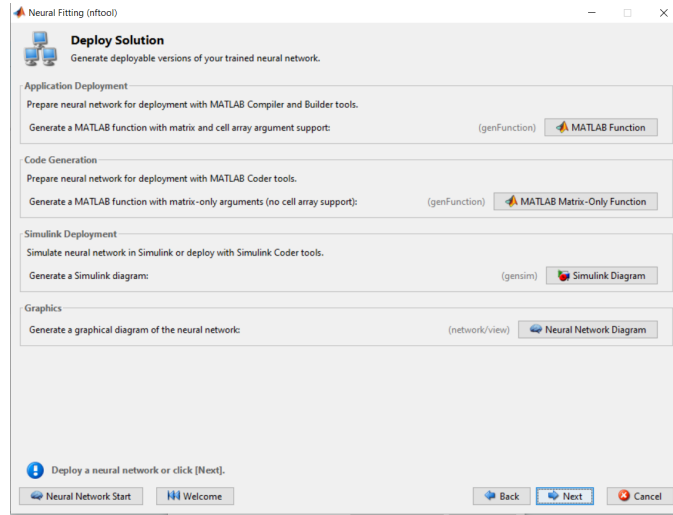 Neural Fitting (nftool)
Deploy Solution
Generate deployable versions of your trained neural network.
Application Deployment
Prepare neural network for deployment with MATLAB Compiler and Builder tools.
Generate a MATLAB function with matrix and cell array argument support: (genFunction) MATLAB Function
Code Generation
Prepare neural network for deployment with MATLAB Coder tools.
Generate a MATLAB function with matrix-only arguments (no cell array support): (genFunction) MATLAB Matrix-Only Function
Simulink Deployment
Simulate neural network in Simulink or deploy with Simulink Coder tools.
Generate a Simulink diagram: (gensim) Simulink Diagram
Graphics
Generate a graphical diagram of the neural network: (network/view) Neural Network Diagram
Deploy a neural network or click [Next].
Neural Network Start Welcome Back Next Cancel